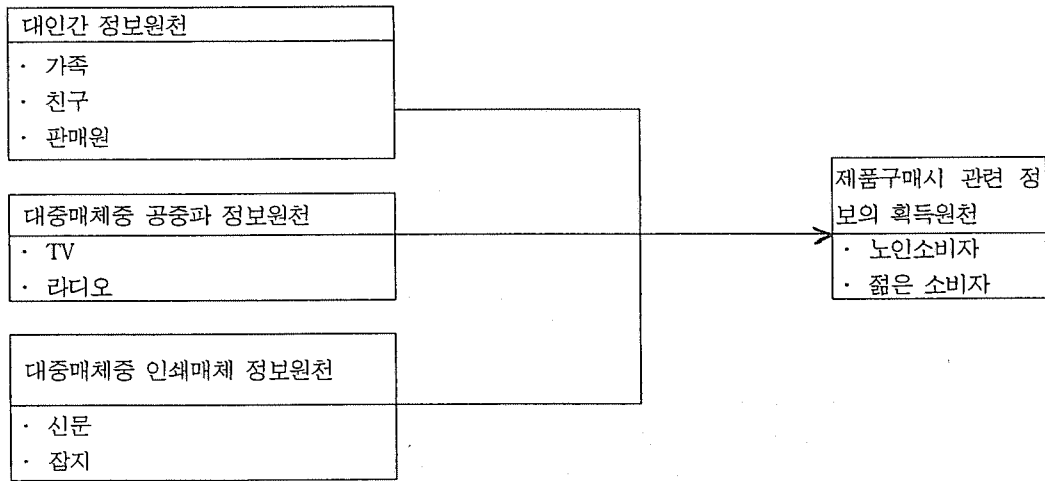 대인간 정보원천
· 가족
· 친구
· 판매원
대중매체중 공중파 정보원천
· TV
· 라디오
대중매체중 인쇄매체 정보원천
· 신문
· 잡지
제품구매시 관련 정
보의 획득원천
· 노인소비자
· 젊은 소비자